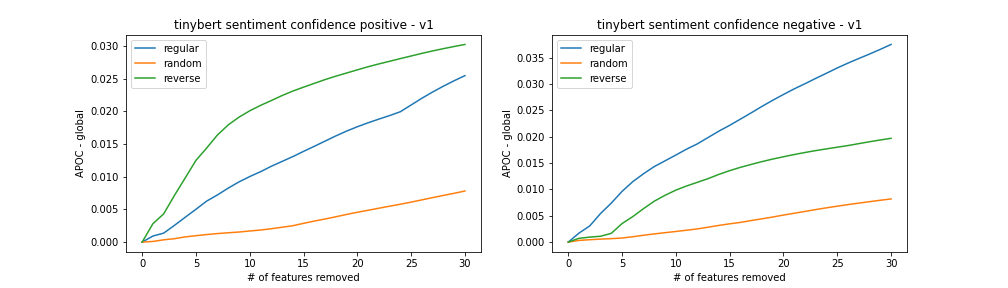 tinybert sentiment confidence positive - v1
regular
random
reverse
APOC - global
0.030
0.025
0.020
0.015
0.010
0.005
0.000
0 5 10 15 20 25 30
# of features removed
tinybert sentiment confidence negative - v1
regular
random
reverse
APOC - global
0.035
0.030
0.025
0.020
0.015
0.010
0.005
0.000
0 5 10 15 20 25 30
# of features removed